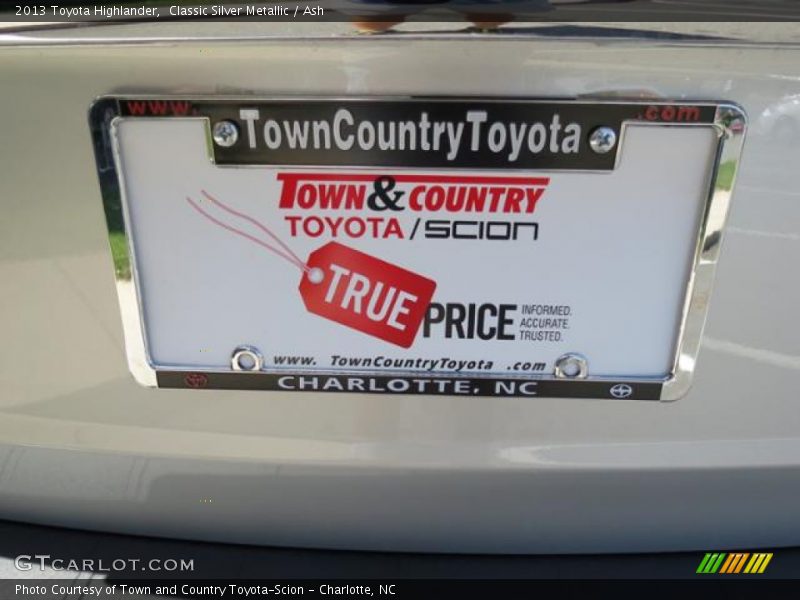 2013 Toyota Highlander, Classic Silver Metallic / Ash
www. .com
TownCountryToyota
TOWN & COUNTRY
TOYOTA / SCION
TRUE PRICE
INFORMED.
ACCURATE.
TRUSTED.
www. TownCountryToyota .com
CHARLOTTE, NC
GTCARLOT.COM
Photo Courtesy of Town and Country Toyota-Scion - Charlotte, NC